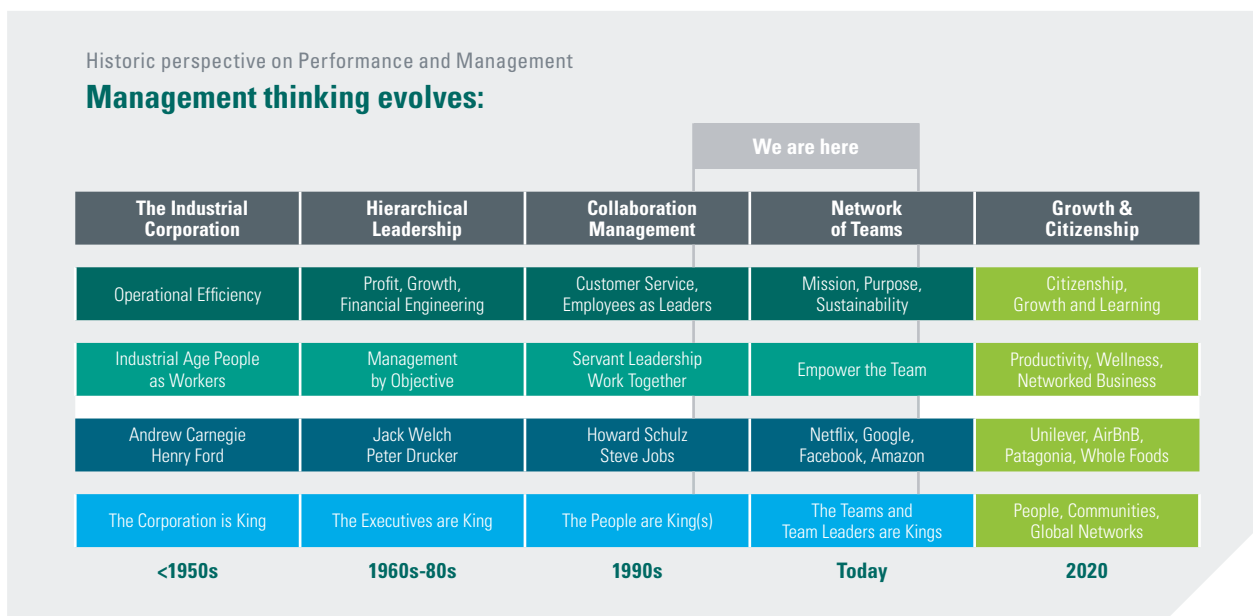 Historic perspective on Performance and Management
Management thinking evolves:
We are here
The Industrial
Corporation
Hierarchical
Leadership
Collaboration
Management
Network
of Teams
Growth &
Citizenship
Operational Efficiency
Profit, Growth,
Financial Engineering
Customer Service,
Employees as Leaders
Mission, Purpose,
Sustainability
Citizenship,
Growth and Learning
Industrial Age People
as Workers
Management
by Objective
Servant Leadership
Work Together
Empower the Team
Productivity, Wellness,
Networked Business
Andrew Carnegie
Henry Ford
Jack Welch
Peter Drucker
Howard Schulz
Steve Jobs
Netflix, Google,
Facebook, Amazon
Unilever, AirBnB,
Patagonia, Whole Foods
The Corporation is King
The Executives are King
The People are King(s)
The Teams and
Team Leaders are Kings
People, Communities,
Global Networks
<1950s
1960s-80s
1990s
Today
2020